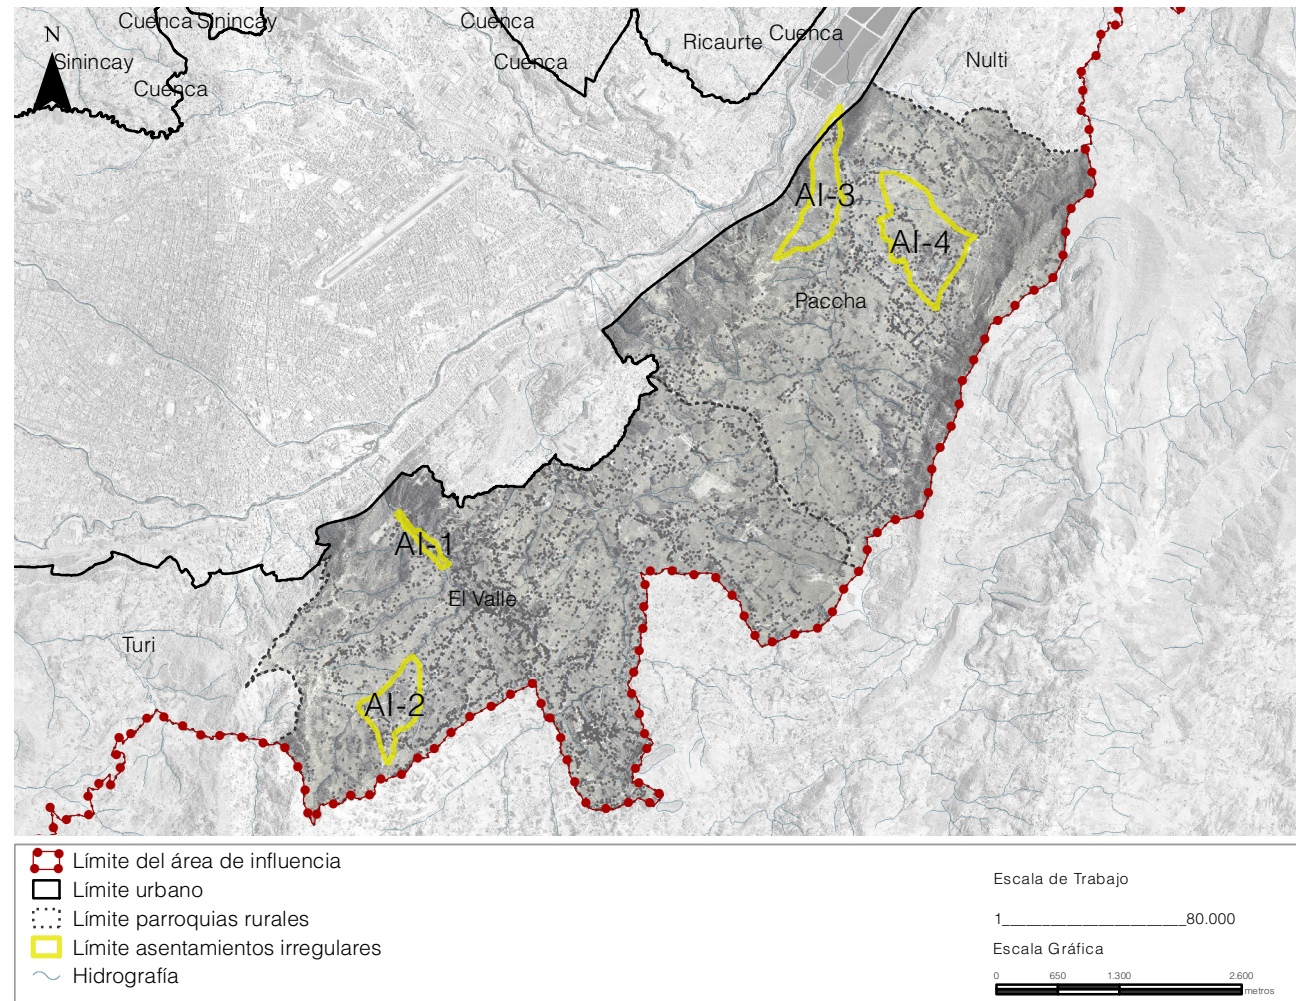 Cuenca Sinincay
Cuenca
N
Ricaurte
Cuenca
Sinincay
Cuenca
Nulti
Cuenca
AI-3
AI-4
Paccha
AI-1
El Valle
Turi
AI-2
Límite del área de influencia
Límite urbano
Límite parroquias rurales
Límite asentamientos irregulares
Hidrografía
Escala de Trabajo
1_______________________80.000
Escala Gráfica
0 650 1.300 2.600
metros